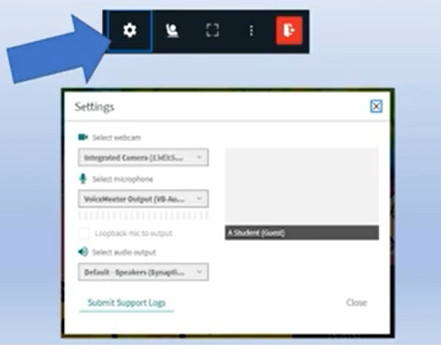 Settings
Select webcam
Integrated Camera (13d3:5...
Select microphone
VoiceMeeter Output (VB-Au...
Loopback mic to output
A Student (Guest)
Select audio output
Default - Speakers (Synapti...
Submit Support Logs
Close